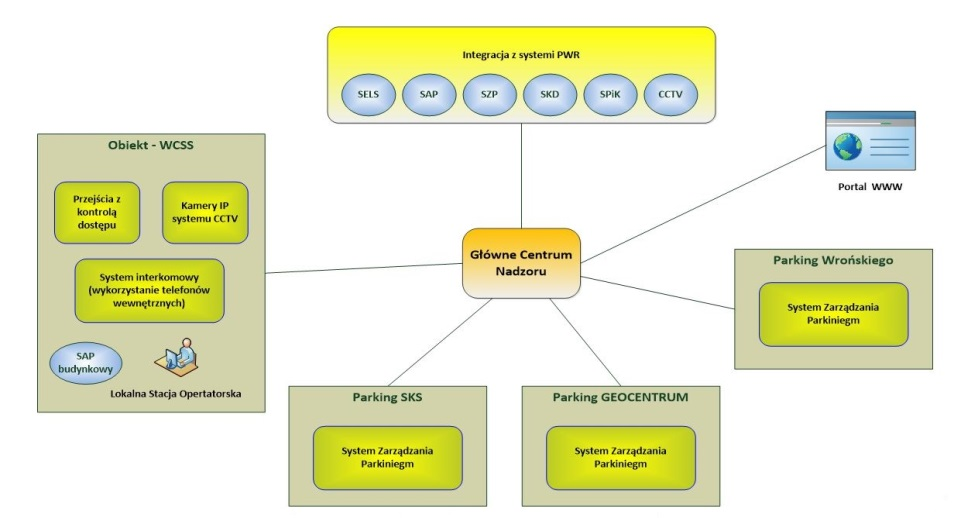 Integracja z systemi PWR
SELS
SAP
SZP
SKD
SPiK
CCTV
Obiekt - WCSS
Przejścia z
kontrolą
dostępu
Kamery IP
systemu CCTV
System interkomowy
(wykorzystanie telefonów
wewnętrznych)
SAP
budynkowy
Lokalna Stacja Opertatorska
Główne Centrum
Nadzoru
Portal WWW
Parking Wrońskiego
System Zarządzania
Parkiniegm
Parking SKS
System Zarządzania
Parkiniegm
Parking GEOCENTRUM
System Zarządzania
Parkiniegm